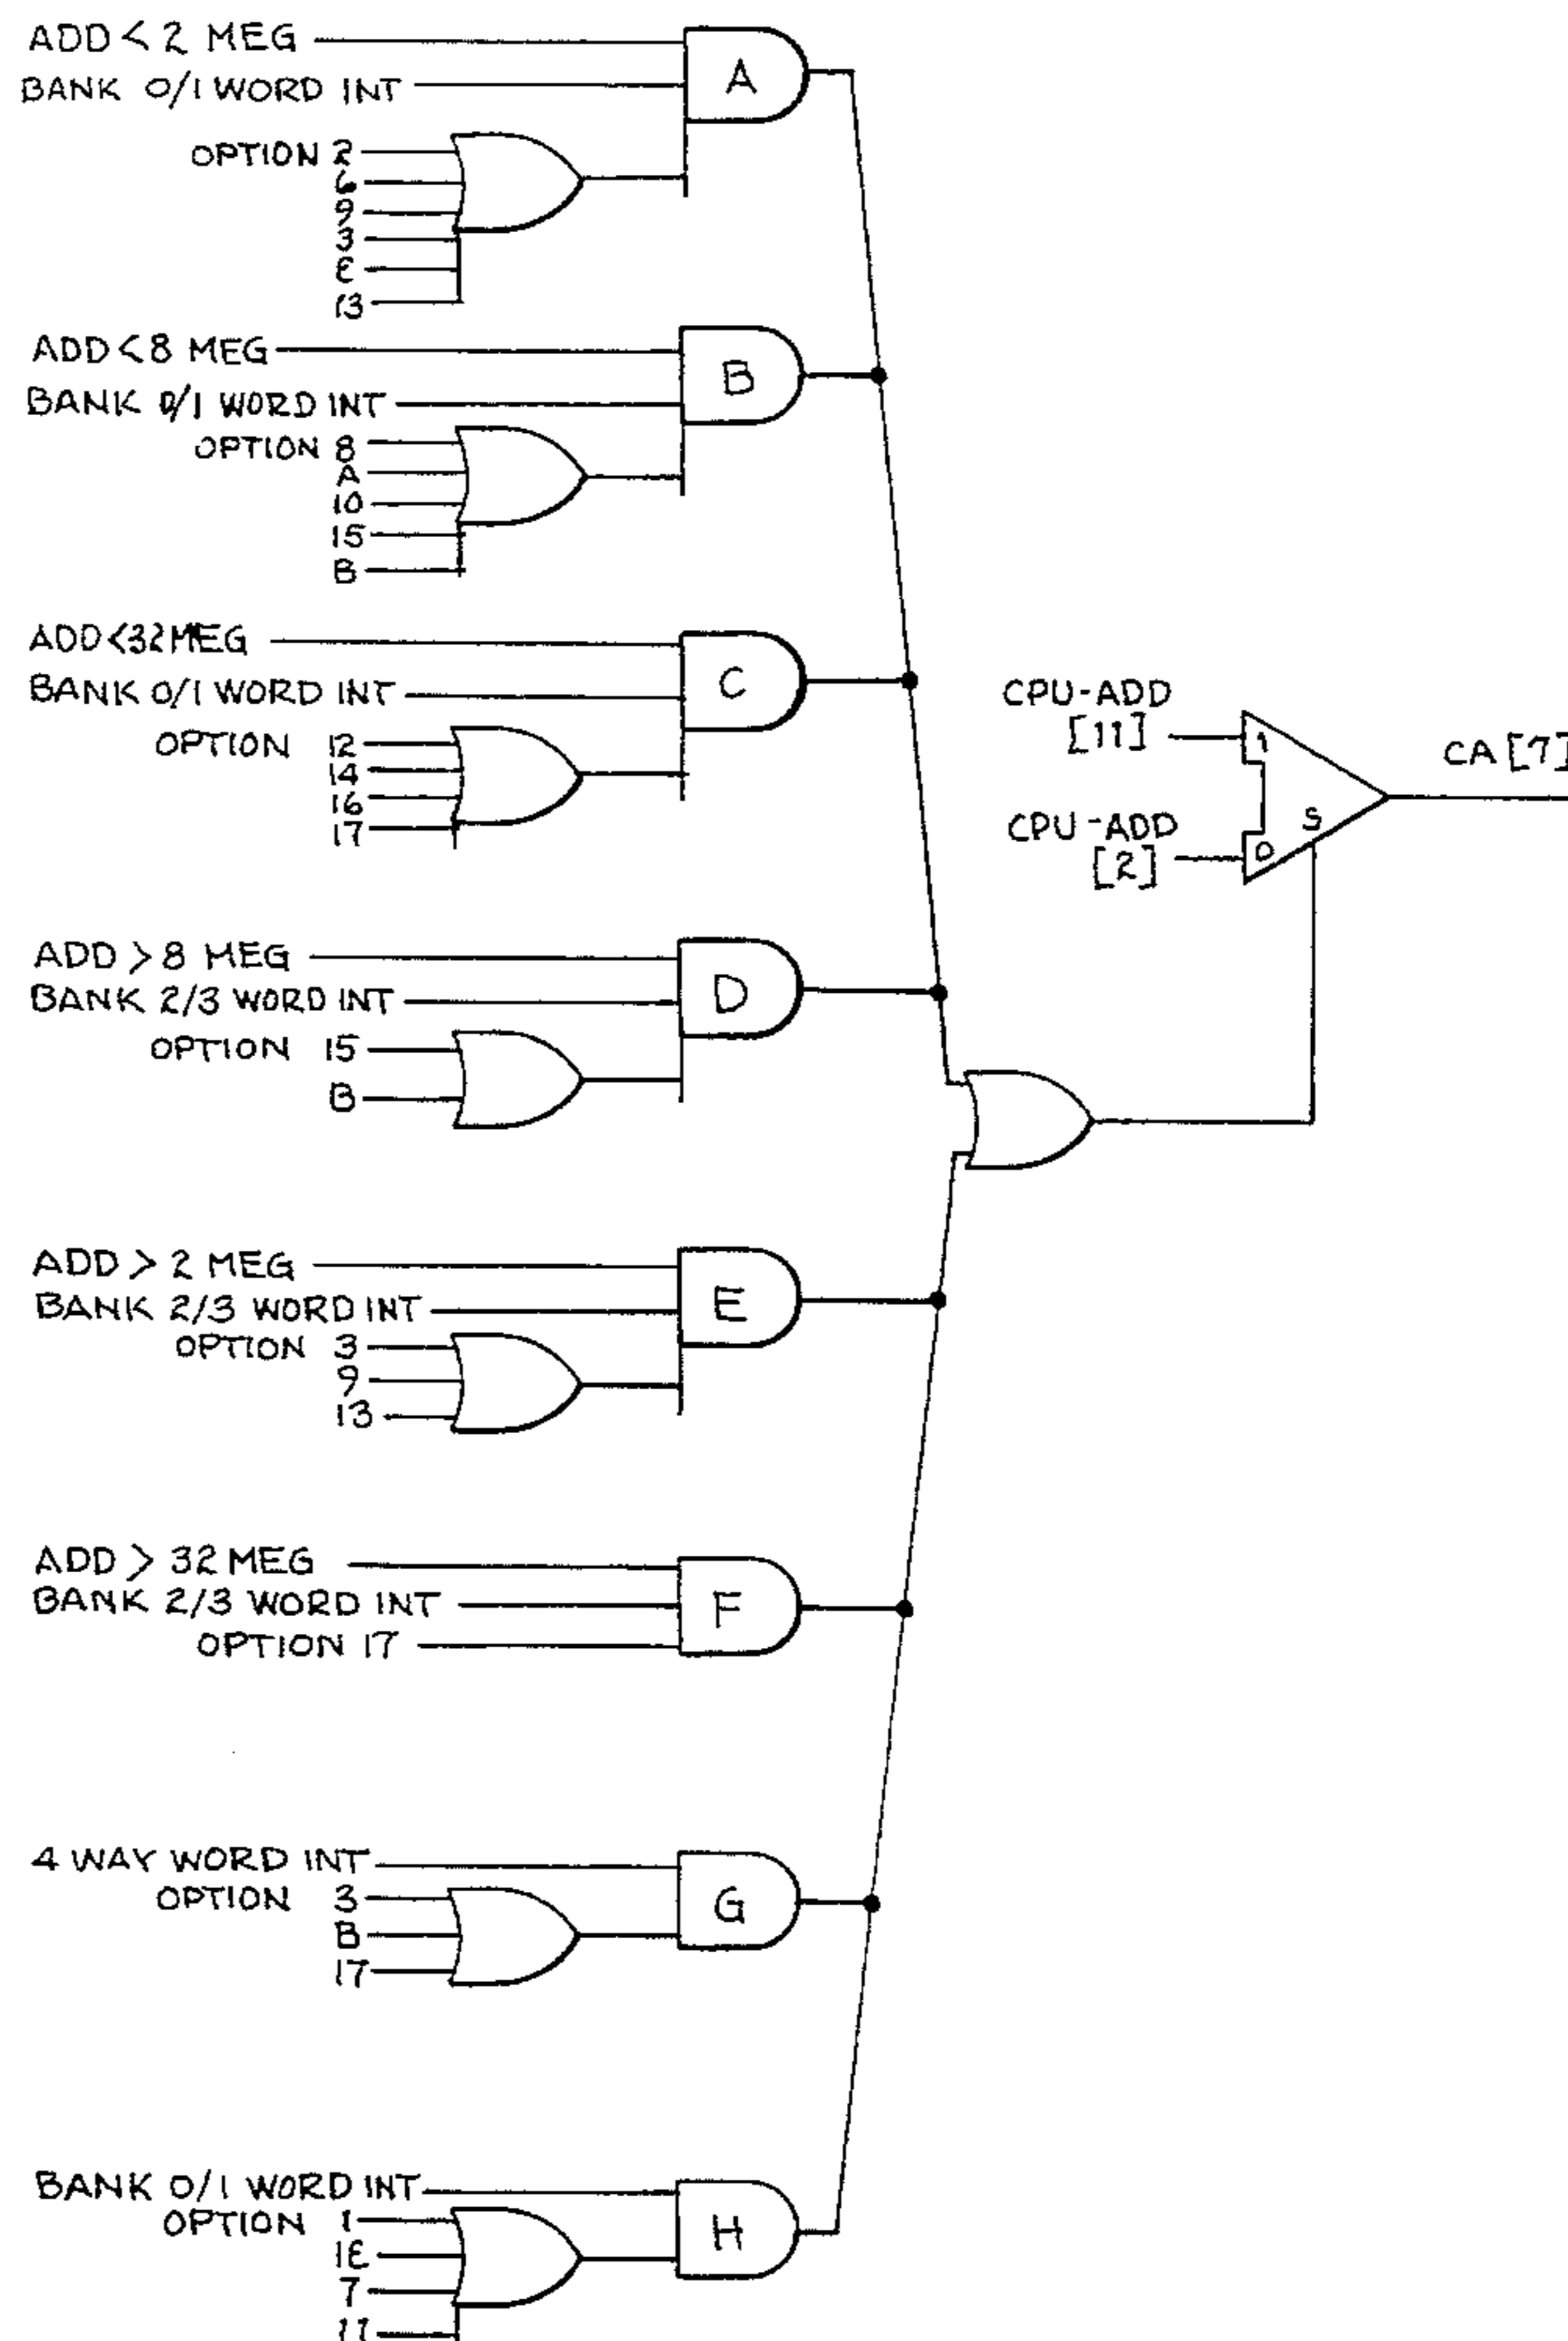 ADD < 2 MEG
BANK 0/1 WORD INT
A
OPTION 2
6
9
3
E
13
ADD < 8 MEG
BANK 0/1 WORD INT
B
OPTION 8
A
10
15
B
ADD < 32 MEG
BANK 0/1 WORD INT
C
OPTION 12
14
16
17
CPU-ADD
[11]
1
CA [7]
CPU-ADD
[2]
0
S
ADD > 8 MEG
BANK 2/3 WORD INT
D
OPTION 15
B
ADD > 2 MEG
BANK 2/3 WORD INT
E
OPTION 3
9
13
ADD > 32 MEG
BANK 2/3 WORD INT
F
OPTION 17
4 WAY WORD INT
G
OPTION 3
B
17
BANK 0/1 WORD INT
H
OPTION 1
1E
7